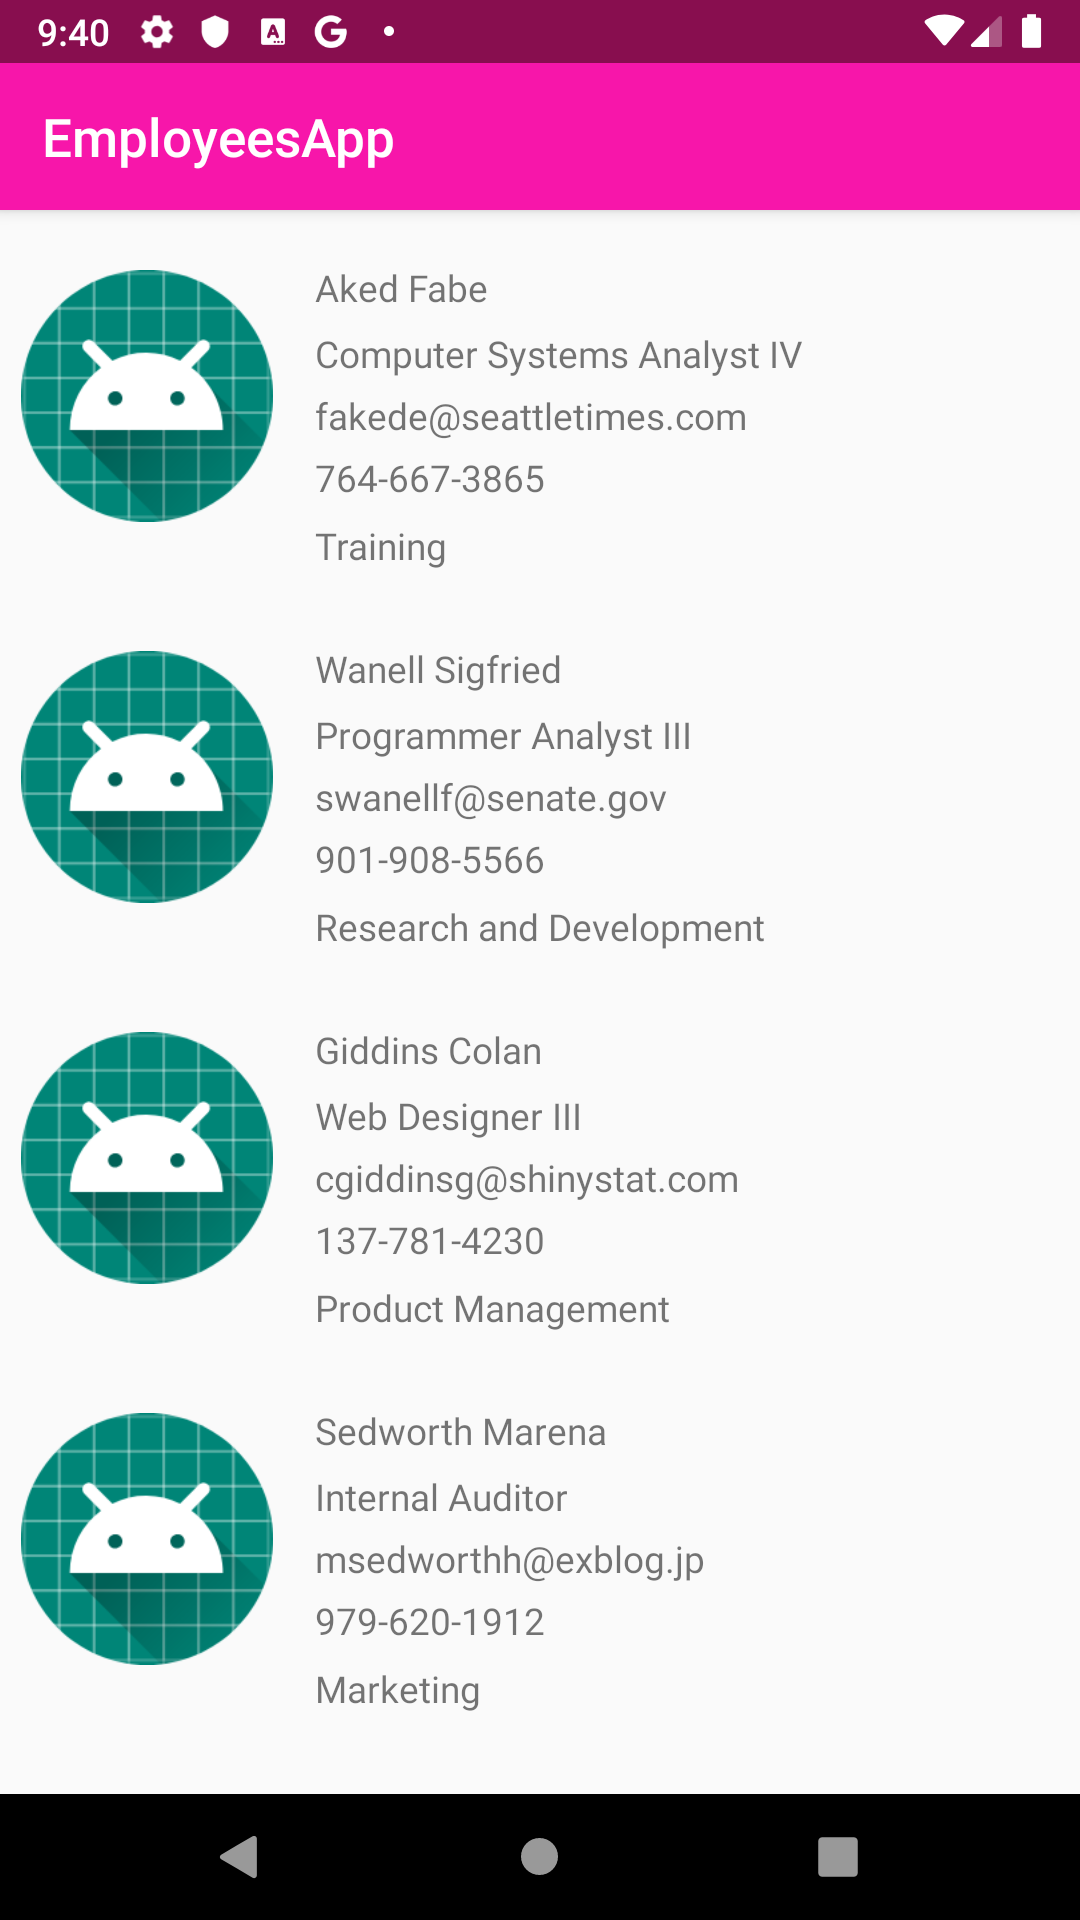 9:40
EmployeesApp
Aked Fabe
Computer Systems Analyst IV
fakede@seattletimes.com
764-667-3865
Training
Wanell Sigfried
Programmer Analyst III
swanellf@senate.gov
901-908-5566
Research and Development
Giddins Colan
Web Designer III
cgiddinsg@shinystat.com
137-781-4230
Product Management
Sedworth Marena
Internal Auditor
msedworthh@exblog.jp
979-620-1912
Marketing